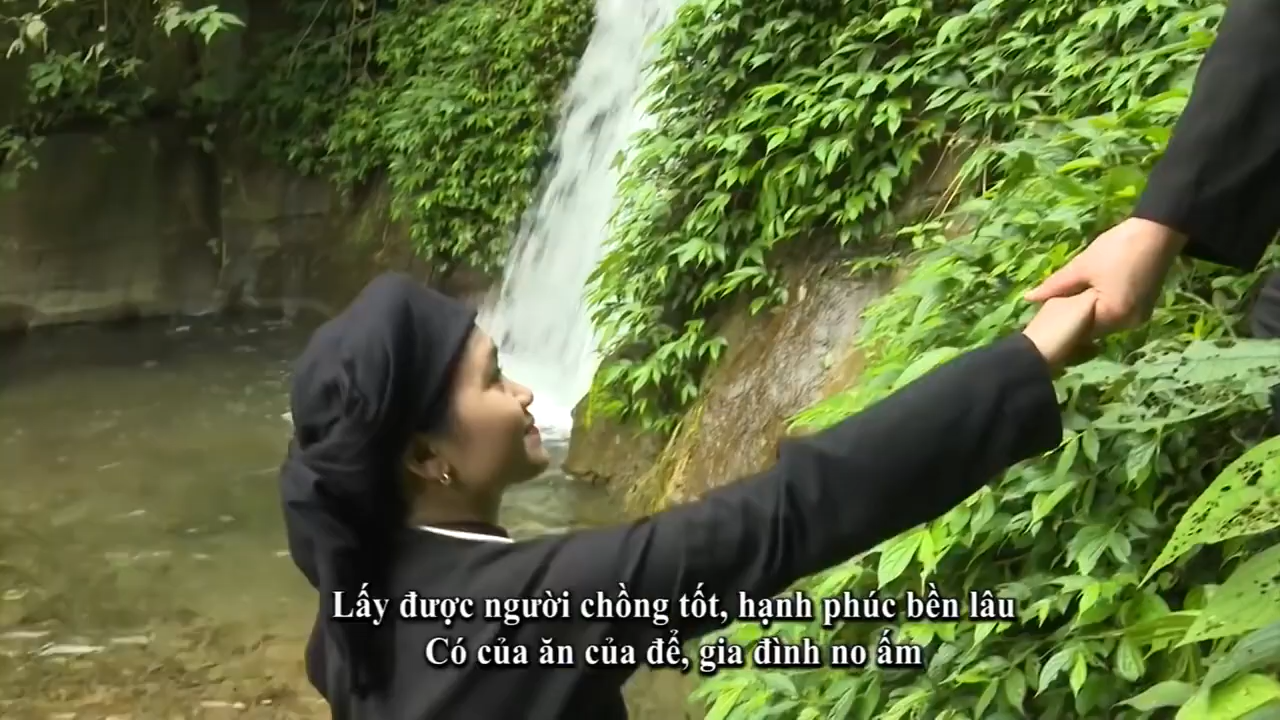 Lấy được người chồng tốt, hạnh phúc bền lâu
Có của ăn của để, gia đình no ấm